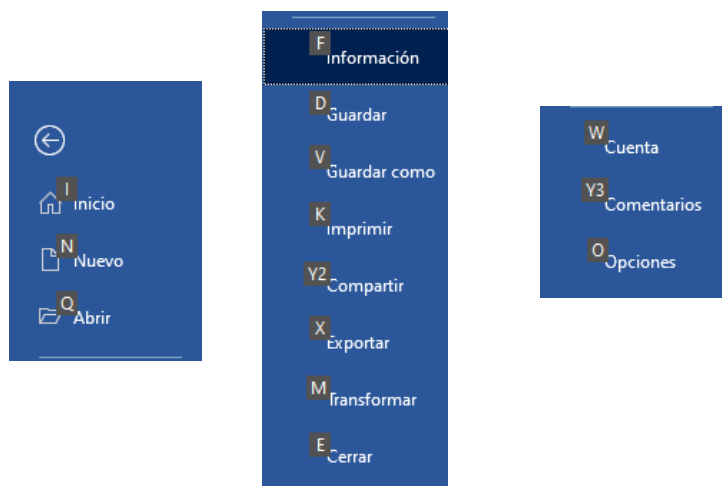 I
Inicio
N
Nuevo
Q
Abrir
F
Información
D
Guardar
V
Guardar como
K
Imprimir
Y2
Compartir
X
Exportar
M
Transformar
E
Cerrar
W
Cuenta
Y3
Comentarios
O
Opciones